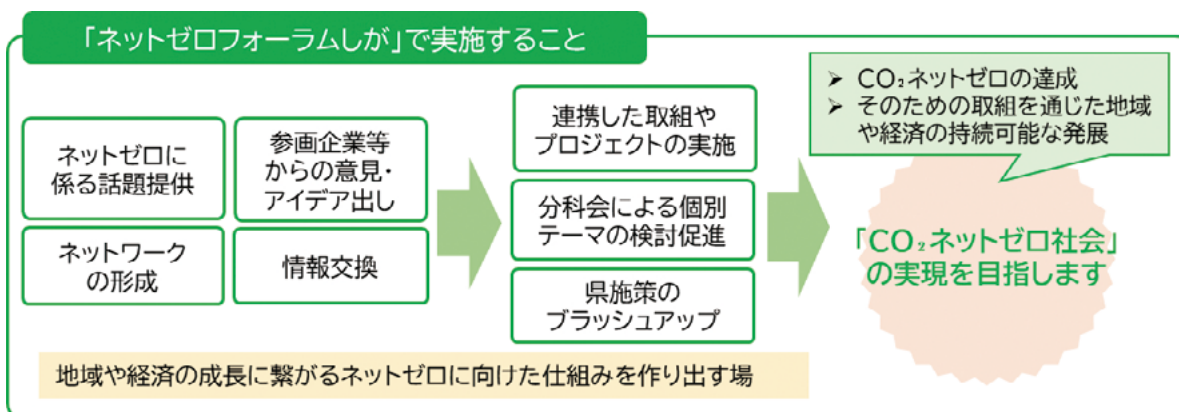 「ネットゼロフォーラムしが」で実施すること
ネットゼロに
係る話題提供
参画企業等
からの意見・
アイデア出し
ネットワーク
の形成
情報交換
連携した取組や
プロジェクトの実施
分科会による個別
テーマの検討促進
県施策の
ブラッシュアップ
➢ CO₂ネットゼロの達成
➢ そのための取組を通じた地域
や経済の持続可能な発展
「CO₂ネットゼロ社会」
の実現を目指します
地域や経済の成長に繋がるネットゼロに向けた仕組みを作り出す場